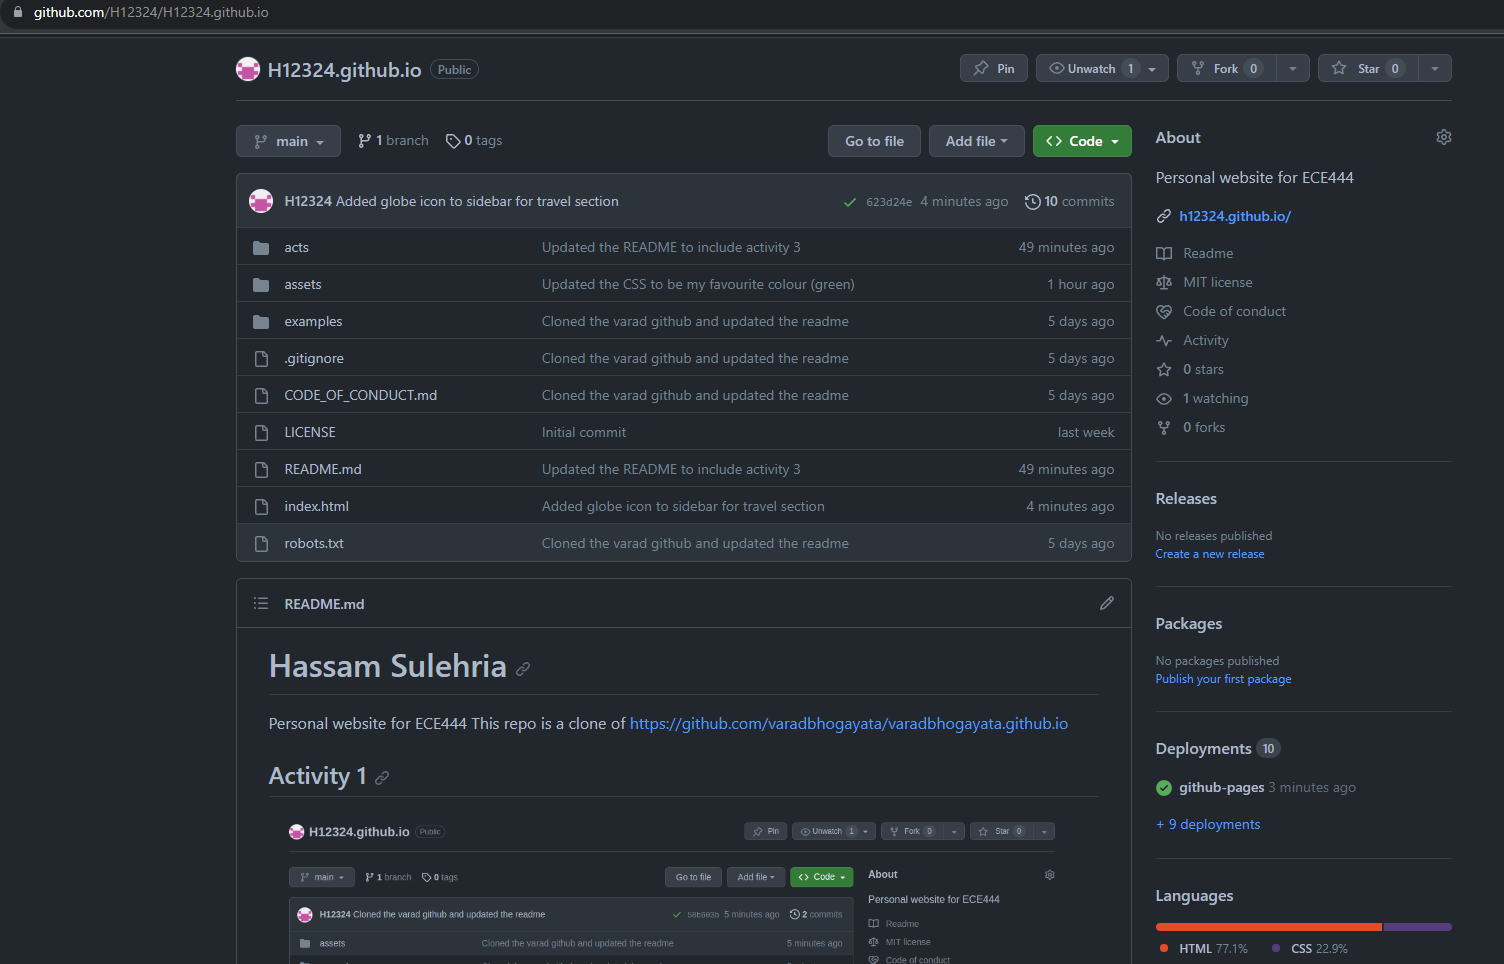 github.com/H12324/H12324.github.io
H12324.github.io Public
Pin Unwatch 1 Fork 0 Star 0
main 1 branch 0 tags Go to file Add file <> Code
H12324 Added globe icon to sidebar for travel section 623d24e 4 minutes ago 10 commits
acts Updated the README to include activity 3 49 minutes ago
assets Updated the CSS to be my favourite colour (green) 1 hour ago
examples Cloned the varad github and updated the readme 5 days ago
.gitignore Cloned the varad github and updated the readme 5 days ago
CODE_OF_CONDUCT.md Cloned the varad github and updated the readme 5 days ago
LICENSE Initial commit last week
README.md Updated the README to include activity 3 49 minutes ago
index.html Added globe icon to sidebar for travel section 4 minutes ago
robots.txt Cloned the varad github and updated the readme 5 days ago
README.md
Hassam Sulehria
Personal website for ECE444 This repo is a clone of https://github.com/varadbhogayata/varadbhogayata.github.io
Activity 1
H12324.github.io Public
Pin Unwatch 1 Fork 0 Star 0
main 1 branch 0 tags Go to file Add file <> Code
H12324 Cloned the varad github and updated the readme 5 minutes ago 2 commits
assets Cloned the varad github and updated the readme 5 minutes ago
About
Personal website for ECE444
Readme
MIT license
Code of conduct
About
Personal website for ECE444
h12324.github.io/
Readme
MIT license
Code of conduct
Activity
0 stars
1 watching
0 forks
Releases
No releases published
Create a new release
Packages
No packages published
Publish your first package
Deployments 10
github-pages 3 minutes ago
+ 9 deployments
Languages
HTML 77.1% CSS 22.9%